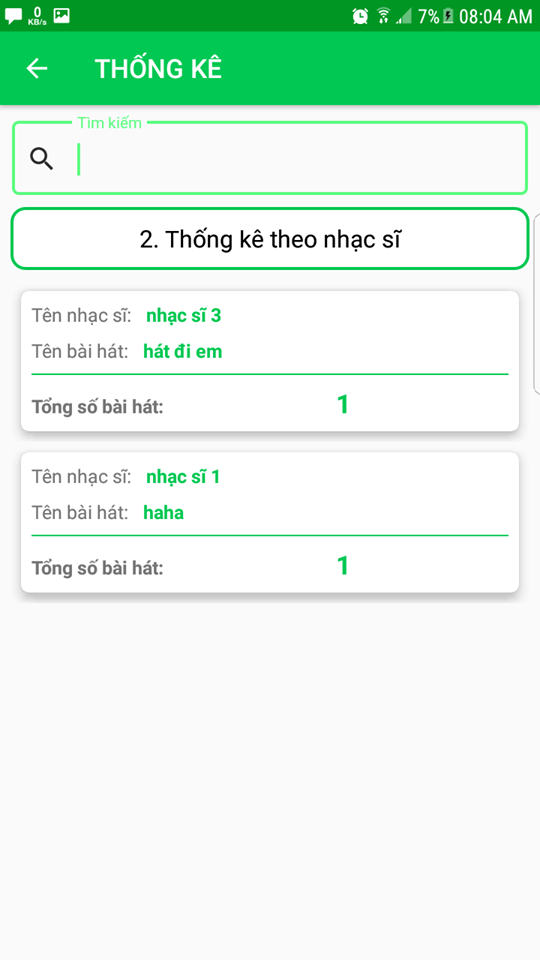 0
KB/s
7% 08:04 AM
THỐNG KÊ
Tìm kiếm
2. Thống kê theo nhạc sĩ
Tên nhạc sĩ: nhạc sĩ 3
Tên bài hát: hát đi em
Tổng số bài hát: 1
Tên nhạc sĩ: nhạc sĩ 1
Tên bài hát: haha
Tổng số bài hát: 1